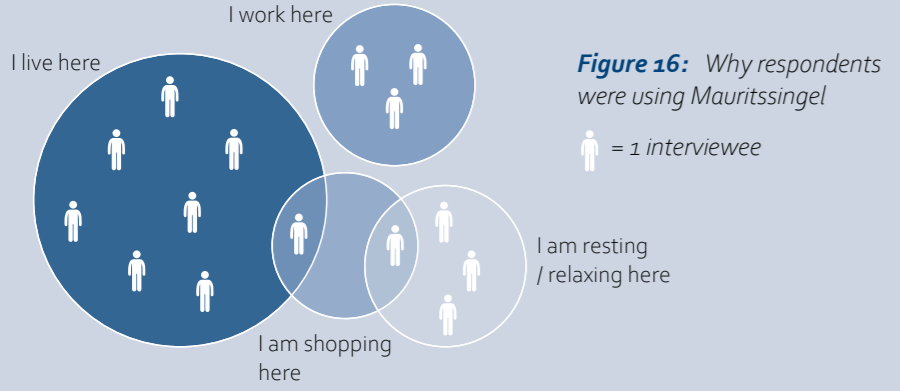 I work here
I live here
Figure 16: Why respondents
were using Mauritssingel
= 1 interviewee
I am resting
/ relaxing here
I am shopping
here